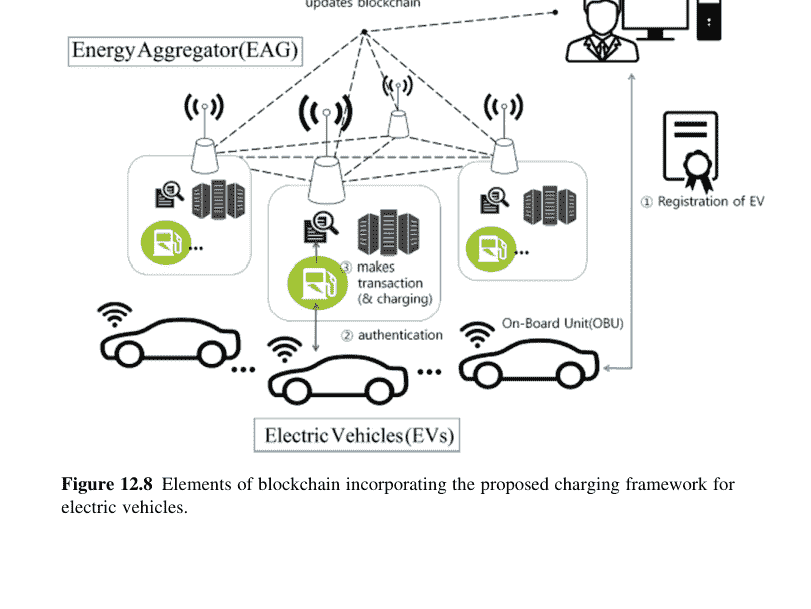 updates blockchain
Energy Aggregator(EAG)
① Registration of EV
③ makes
transaction
(& charging)
② authentication
On-Board Unit(OBU)
Electric Vehicles(EVs)
Figure 12.8 Elements of blockchain incorporating the proposed charging framework for
electric vehicles.